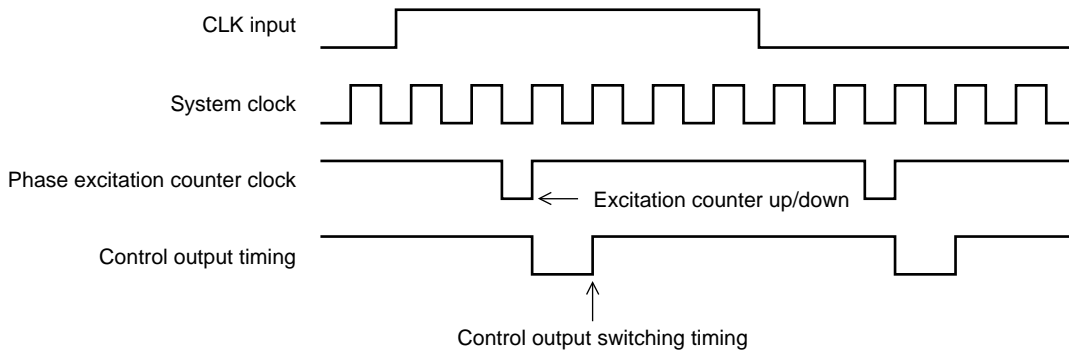 CLK input
System clock
Phase excitation counter clock
Excitation counter up/down
Control output timing
Control output switching timing